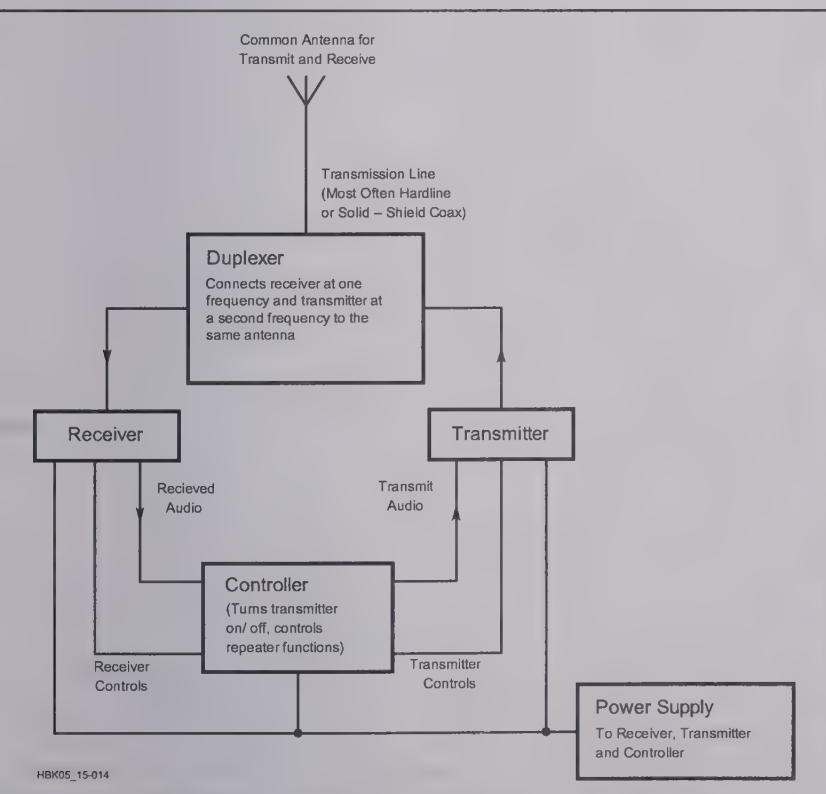 Common Antenna for
Transmit and Receive
Transmission Line
(Most Often Hardline
or Solid – Shield Coax)
Duplexer
Connects receiver at one
frequency and transmitter at
a second frequency to the
same antenna
Receiver
Transmitter
Recieved
Audio
Transmit
Audio
Controller
(Turns transmitter
on/ off, controls
repeater functions)
Receiver
Controls
Transmitter
Controls
Power Supply
To Receiver, Transmitter
and Controller
HBK05_15-014